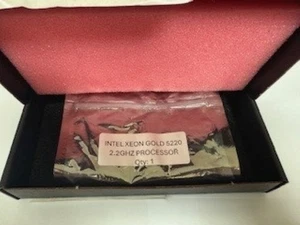 INTEL XEON GOLD 5220
2.2GHZ PROCESSOR
Qty: 1